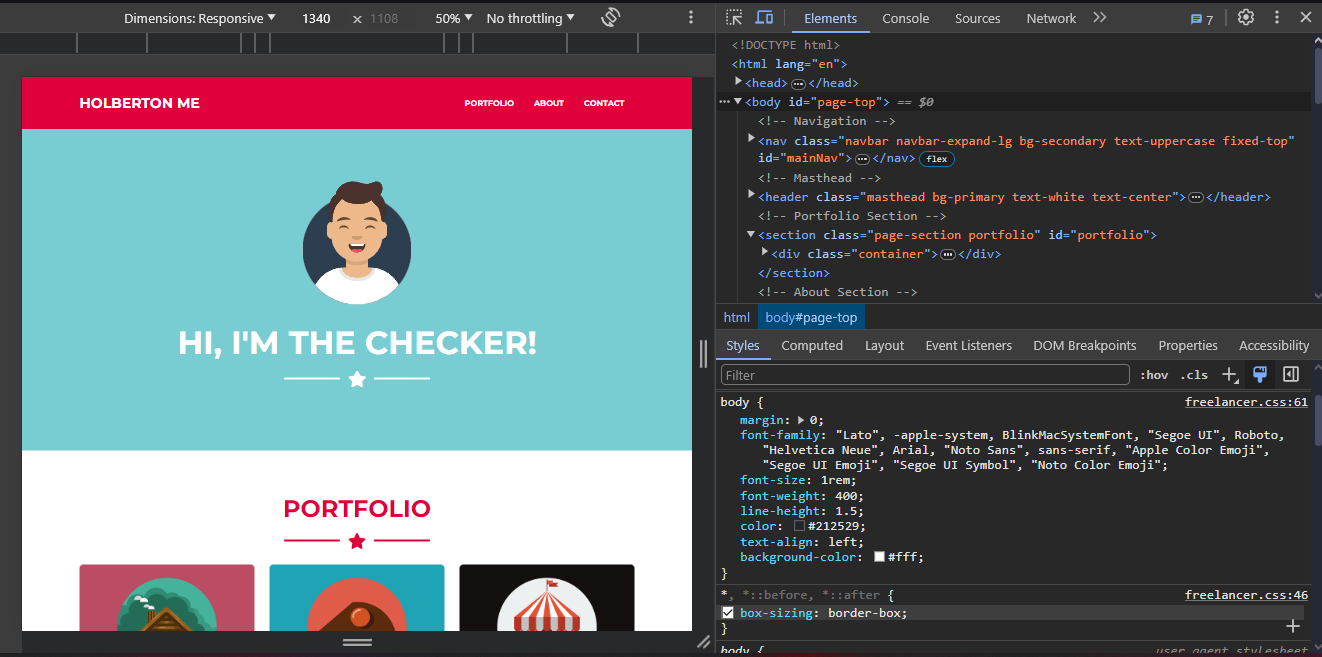 Dimensions: Responsive 1340 × 1108 50% No throttling
HOLBERTON ME PORTFOLIO ABOUT CONTACT
HI, I'M THE CHECKER!
PORTFOLIO
Elements Console Sources Network 7
<!DOCTYPE html>
<html lang="en">
<head> … </head>
… <body id="page-top"> == $0
<!-- Navigation -->
<nav class="navbar navbar-expand-lg bg-secondary text-uppercase fixed-top"
id="mainNav"> … </nav> flex
<!-- Masthead -->
<header class="masthead bg-primary text-white text-center"> … </header>
<!-- Portfolio Section -->
<section class="page-section portfolio" id="portfolio">
<div class="container"> … </div>
</section>
<!-- About Section -->
html body#page-top
Styles Computed Layout Event Listeners DOM Breakpoints Properties Accessibility
Filter :hov .cls
body { freelancer.css:61
margin: 0;
font-family: "Lato", -apple-system, BlinkMacSystemFont, "Segoe UI", Roboto,
"Helvetica Neue", Arial, "Noto Sans", sans-serif, "Apple Color Emoji",
"Segoe UI Emoji", "Segoe UI Symbol", "Noto Color Emoji";
font-size: 1rem;
font-weight: 400;
line-height: 1.5;
color: #212529;
text-align: left;
background-color: #fff;
}
*, *::before, *::after { freelancer.css:46
box-sizing: border-box;
}
body { user agent stylesheet